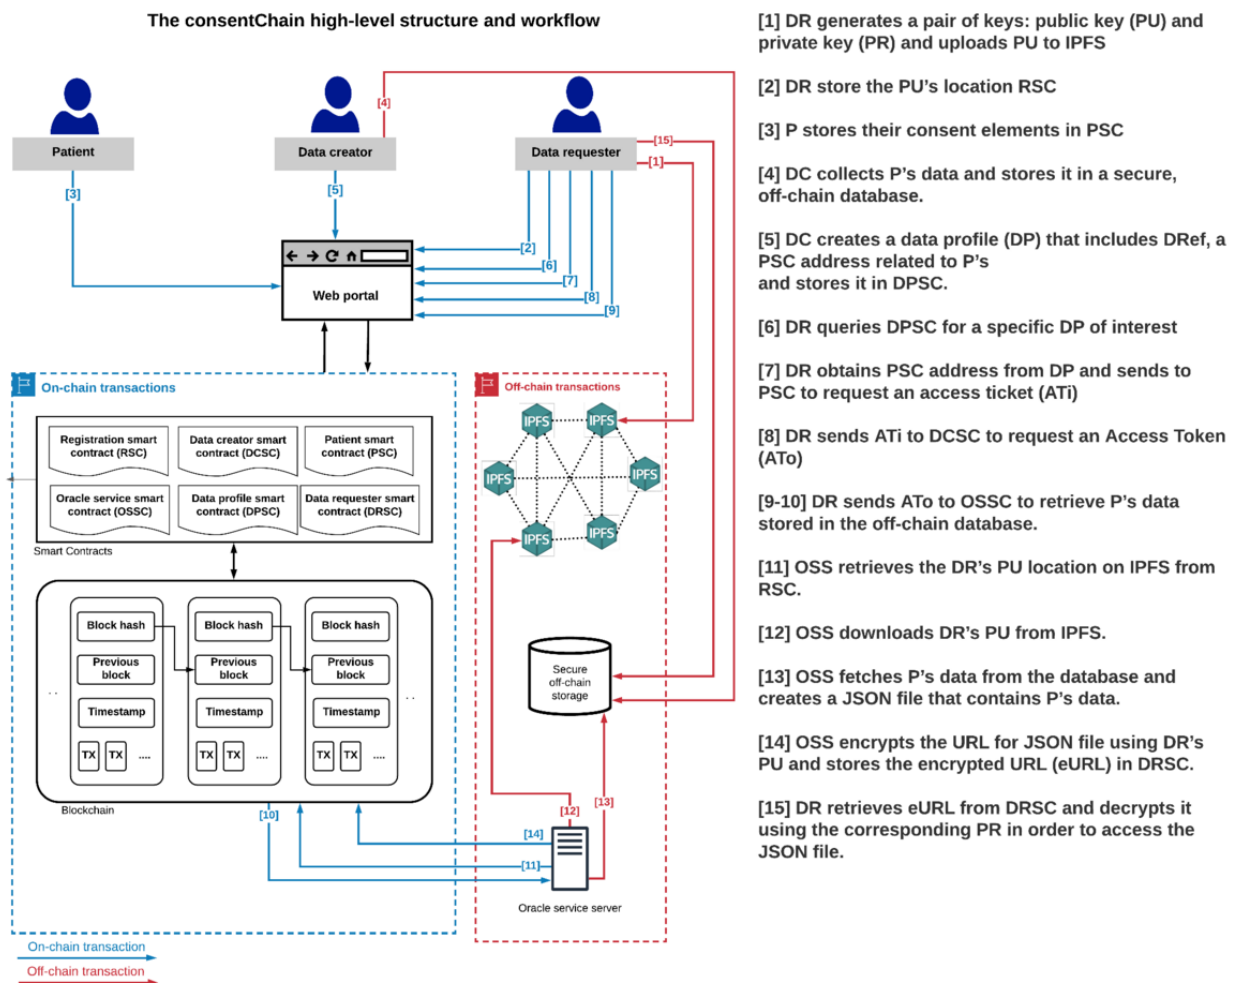 The consentChain high-level structure and workflow
Patient
Data creator
Data requester
[4]
[15]
[1]
[3]
[5]
[2]
[6]
[7]
[8]
[9]
Web portal
On-chain transactions
Off-chain transactions
Registration smart
contract (RSC)
Data creator smart
contract (DCSC)
Patient smart
contract (PSC)
Oracle service smart
contract (OSSC)
Data profile smart
contract (DPSC)
Data requester smart
contract (DRSC)
Smart Contracts
IPFS
IPFS
IPFS
IPFS
IPFS
IPFS
Block hash
Previous
block
Timestamp
TX TX ....
Block hash
Previous
block
Timestamp
TX TX ....
Block hash
Previous
block
Timestamp
TX TX ....
. .
. .
Blockchain
Secure
off-chain
storage
[10]
[14]
[11]
[12]
[13]
Oracle service server
On-chain transaction
Off-chain transaction
[1] DR generates a pair of keys: public key (PU) and
private key (PR) and uploads PU to IPFS
[2] DR store the PU's location RSC
[3] P stores their consent elements in PSC
[4] DC collects P's data and stores it in a secure,
off-chain database.
[5] DC creates a data profile (DP) that includes DRef, a
PSC address related to P's
and stores it in DPSC.
[6] DR queries DPSC for a specific DP of interest
[7] DR obtains PSC address from DP and sends to
PSC to request an access ticket (ATi)
[8] DR sends ATi to DCSC to request an Access Token
(ATo)
[9-10] DR sends ATo to OSSC to retrieve P's data
stored in the off-chain database.
[11] OSS retrieves the DR's PU location on IPFS from
RSC.
[12] OSS downloads DR's PU from IPFS.
[13] OSS fetches P's data from the database and
creates a JSON file that contains P's data.
[14] OSS encrypts the URL for JSON file using DR's
PU and stores the encrypted URL (eURL) in DRSC.
[15] DR retrieves eURL from DRSC and decrypts it
using the corresponding PR in order to access the
JSON file.